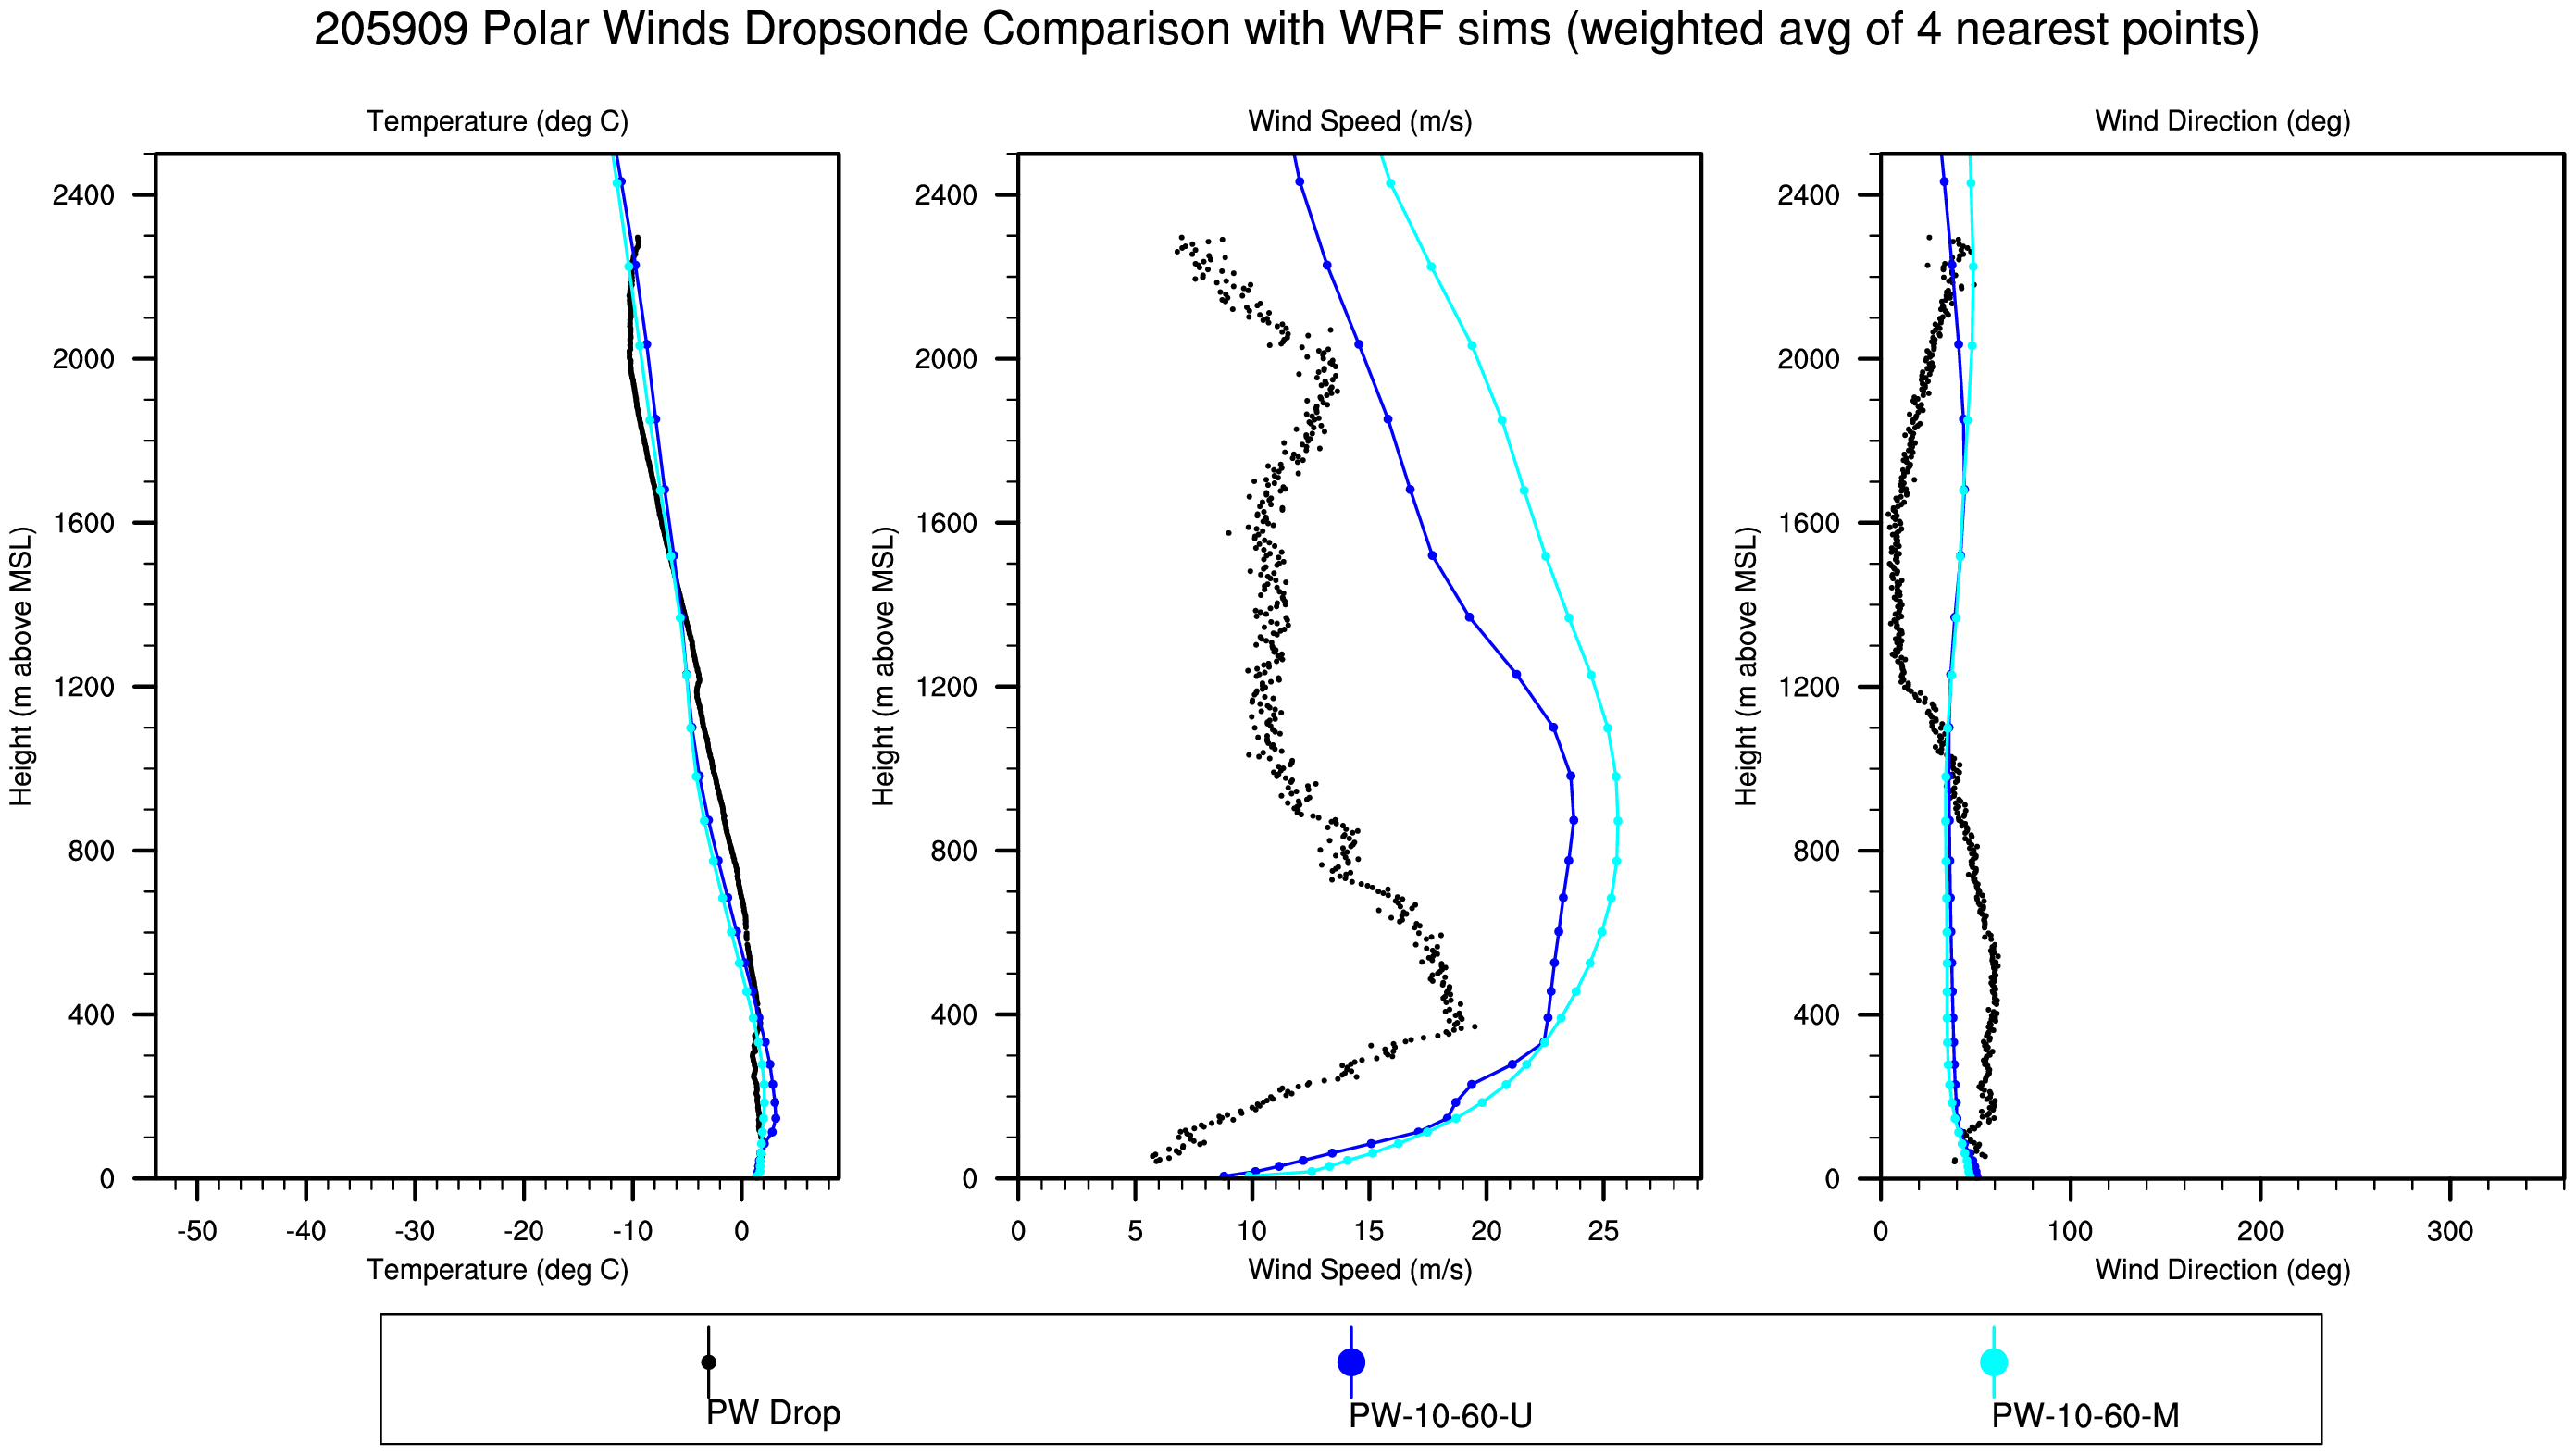 205909 Polar Winds Dropsonde Comparison with WRF sims (weighted avg of 4 nearest points)
Temperature (deg C)
Wind Speed (m/s)
Wind Direction (deg)
Height (m above MSL)
2400
2000
1600
1200
800
400
0
-50 -40 -30 -20 -10 0
Temperature (deg C)
Height (m above MSL)
2400
2000
1600
1200
800
400
0
0 5 10 15 20 25
Wind Speed (m/s)
Height (m above MSL)
2400
2000
1600
1200
800
400
0
0 100 200 300
Wind Direction (deg)
PW Drop
PW-10-60-U
PW-10-60-M